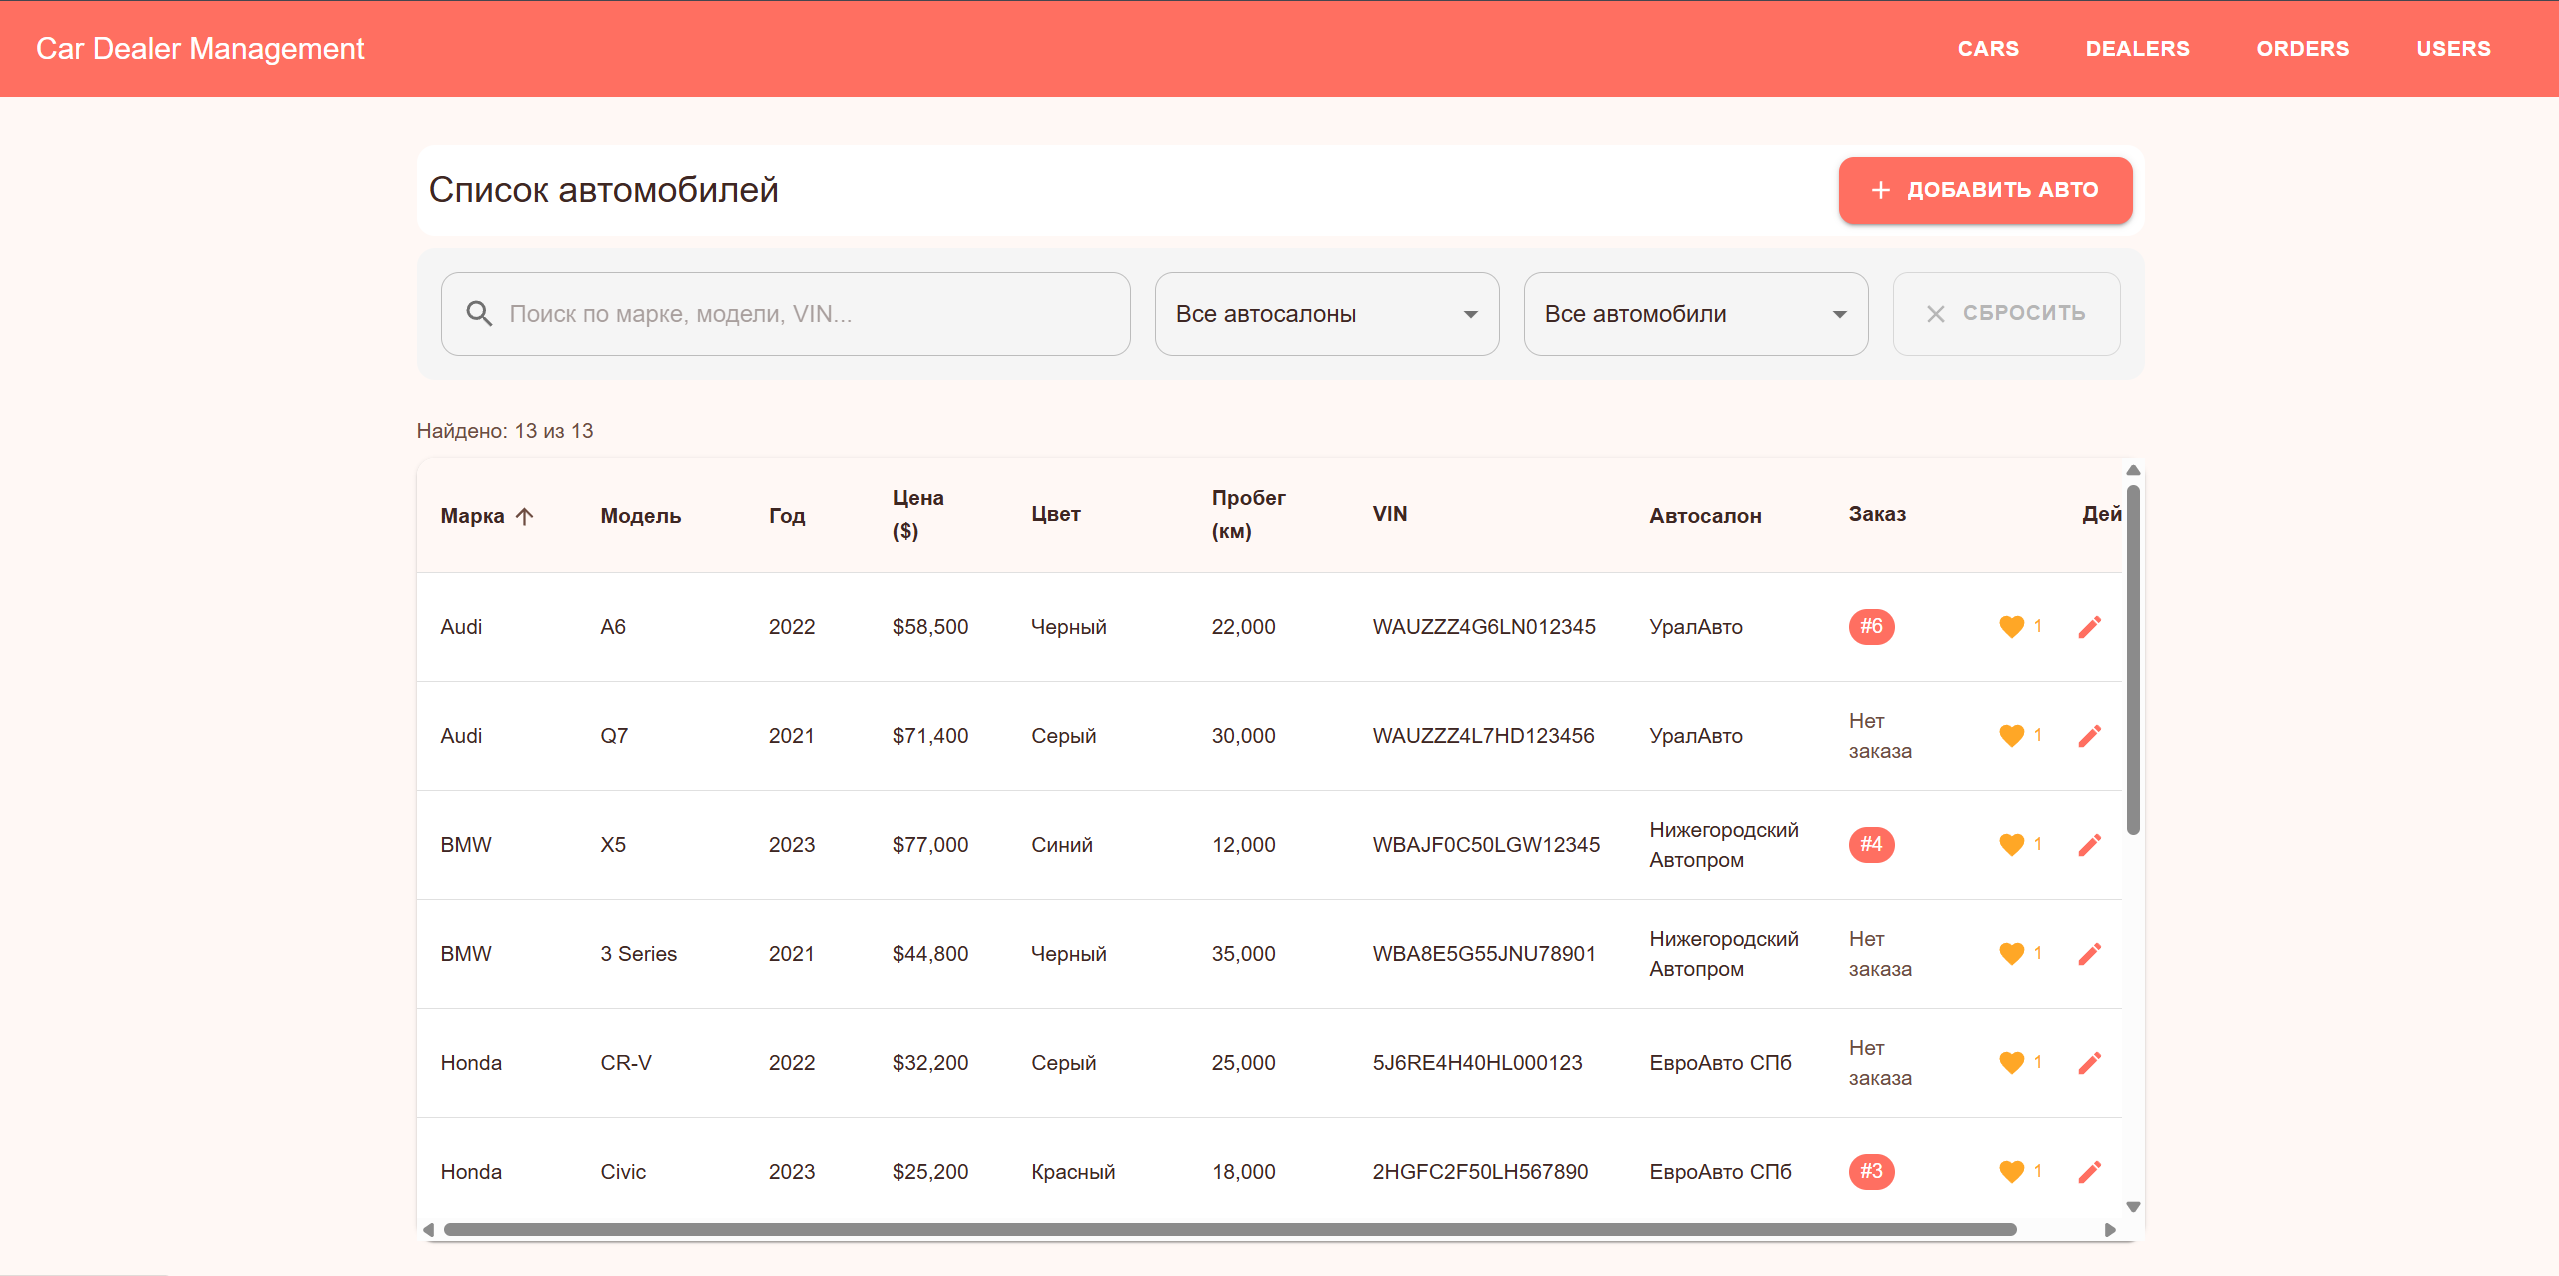 Car Dealer Management CARS DEALERS ORDERS USERS
Список автомобилей + ДОБАВИТЬ АВТО
Поиск по марке, модели, VIN... Все автосалоны Все автомобили СБРОСИТЬ
Найдено: 13 из 13
Марка Модель Год Цена ($) Цвет Пробег (км) VIN Автосалон Заказ Дей
Audi A6 2022 $58,500 Черный 22,000 WAUZZZ4G6LN012345 УралАвто #6 1
Audi Q7 2021 $71,400 Серый 30,000 WAUZZZ4L7HD123456 УралАвто Нет заказа 1
BMW X5 2023 $77,000 Синий 12,000 WBAJF0C50LGW12345 Нижегородский Автопром #4 1
BMW 3 Series 2021 $44,800 Черный 35,000 WBA8E5G55JNU78901 Нижегородский Автопром Нет заказа 1
Honda CR-V 2022 $32,200 Серый 25,000 5J6RE4H40HL000123 ЕвроАвто СПб Нет заказа 1
Honda Civic 2023 $25,200 Красный 18,000 2HGFC2F50LH567890 ЕвроАвто СПб #3 1